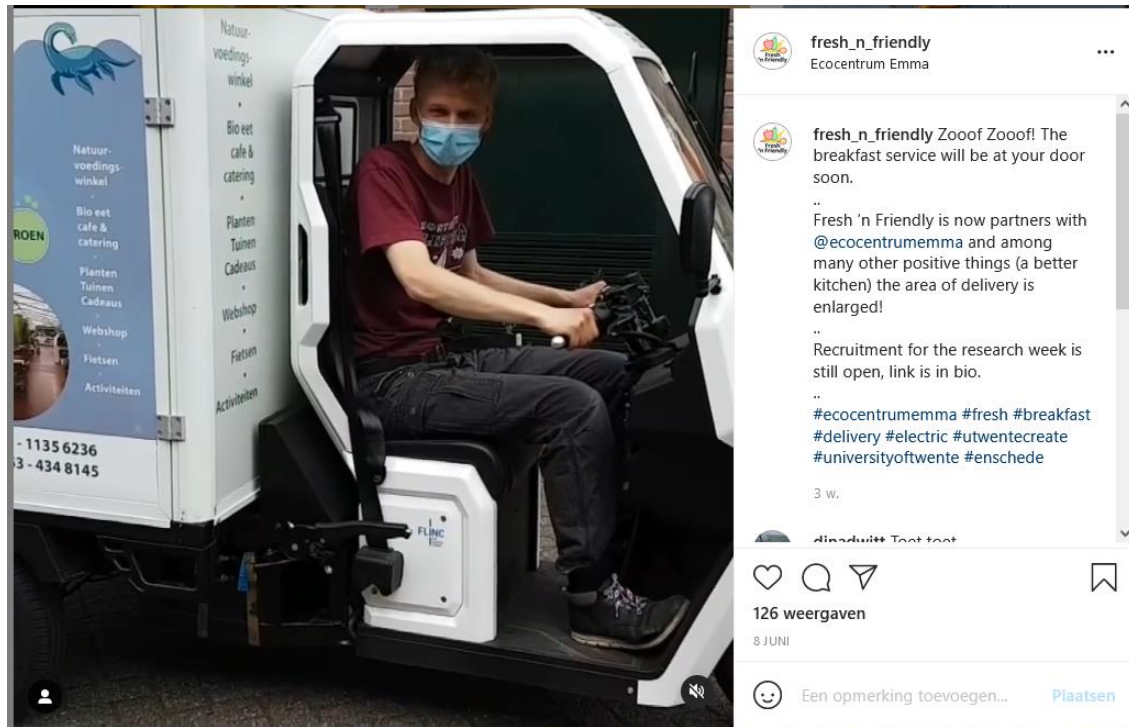 Natuur-
voedings-
winkel
•
Bio eet
cafe &
catering
•
Planten
Tuinen
Cadeaus
•
Webshop
•
Fietsen
•
Activiteiten
ROEN
- 1135 6236
3 - 434 8145
Natuur-
voedings-
winkel
•
Bio eet
cafe &
catering
•
Planten
Tuinen
Cadeaus
•
Webshop
•
Fietsen
•
Activiteiten
FLINC
fresh_n_friendly
Ecocentrum Emma
Fresh
'n Friendly
fresh_n_friendly Zooof Zooof! The
breakfast service will be at your door
soon.
..
Fresh ‘n Friendly is now partners with
@ecocentrumemma and among
many other positive things (a better
kitchen) the area of delivery is
enlarged!
..
Recruitment for the research week is
still open, link is in bio.
..
#ecocentrumemma #fresh #breakfast
#delivery #electric #utwentecreate
#universityoftwente #enschede
3 w.
dinadwitt Toet toet
126 weergaven
8 JUNI
Een opmerking toevoegen... Plaatsen